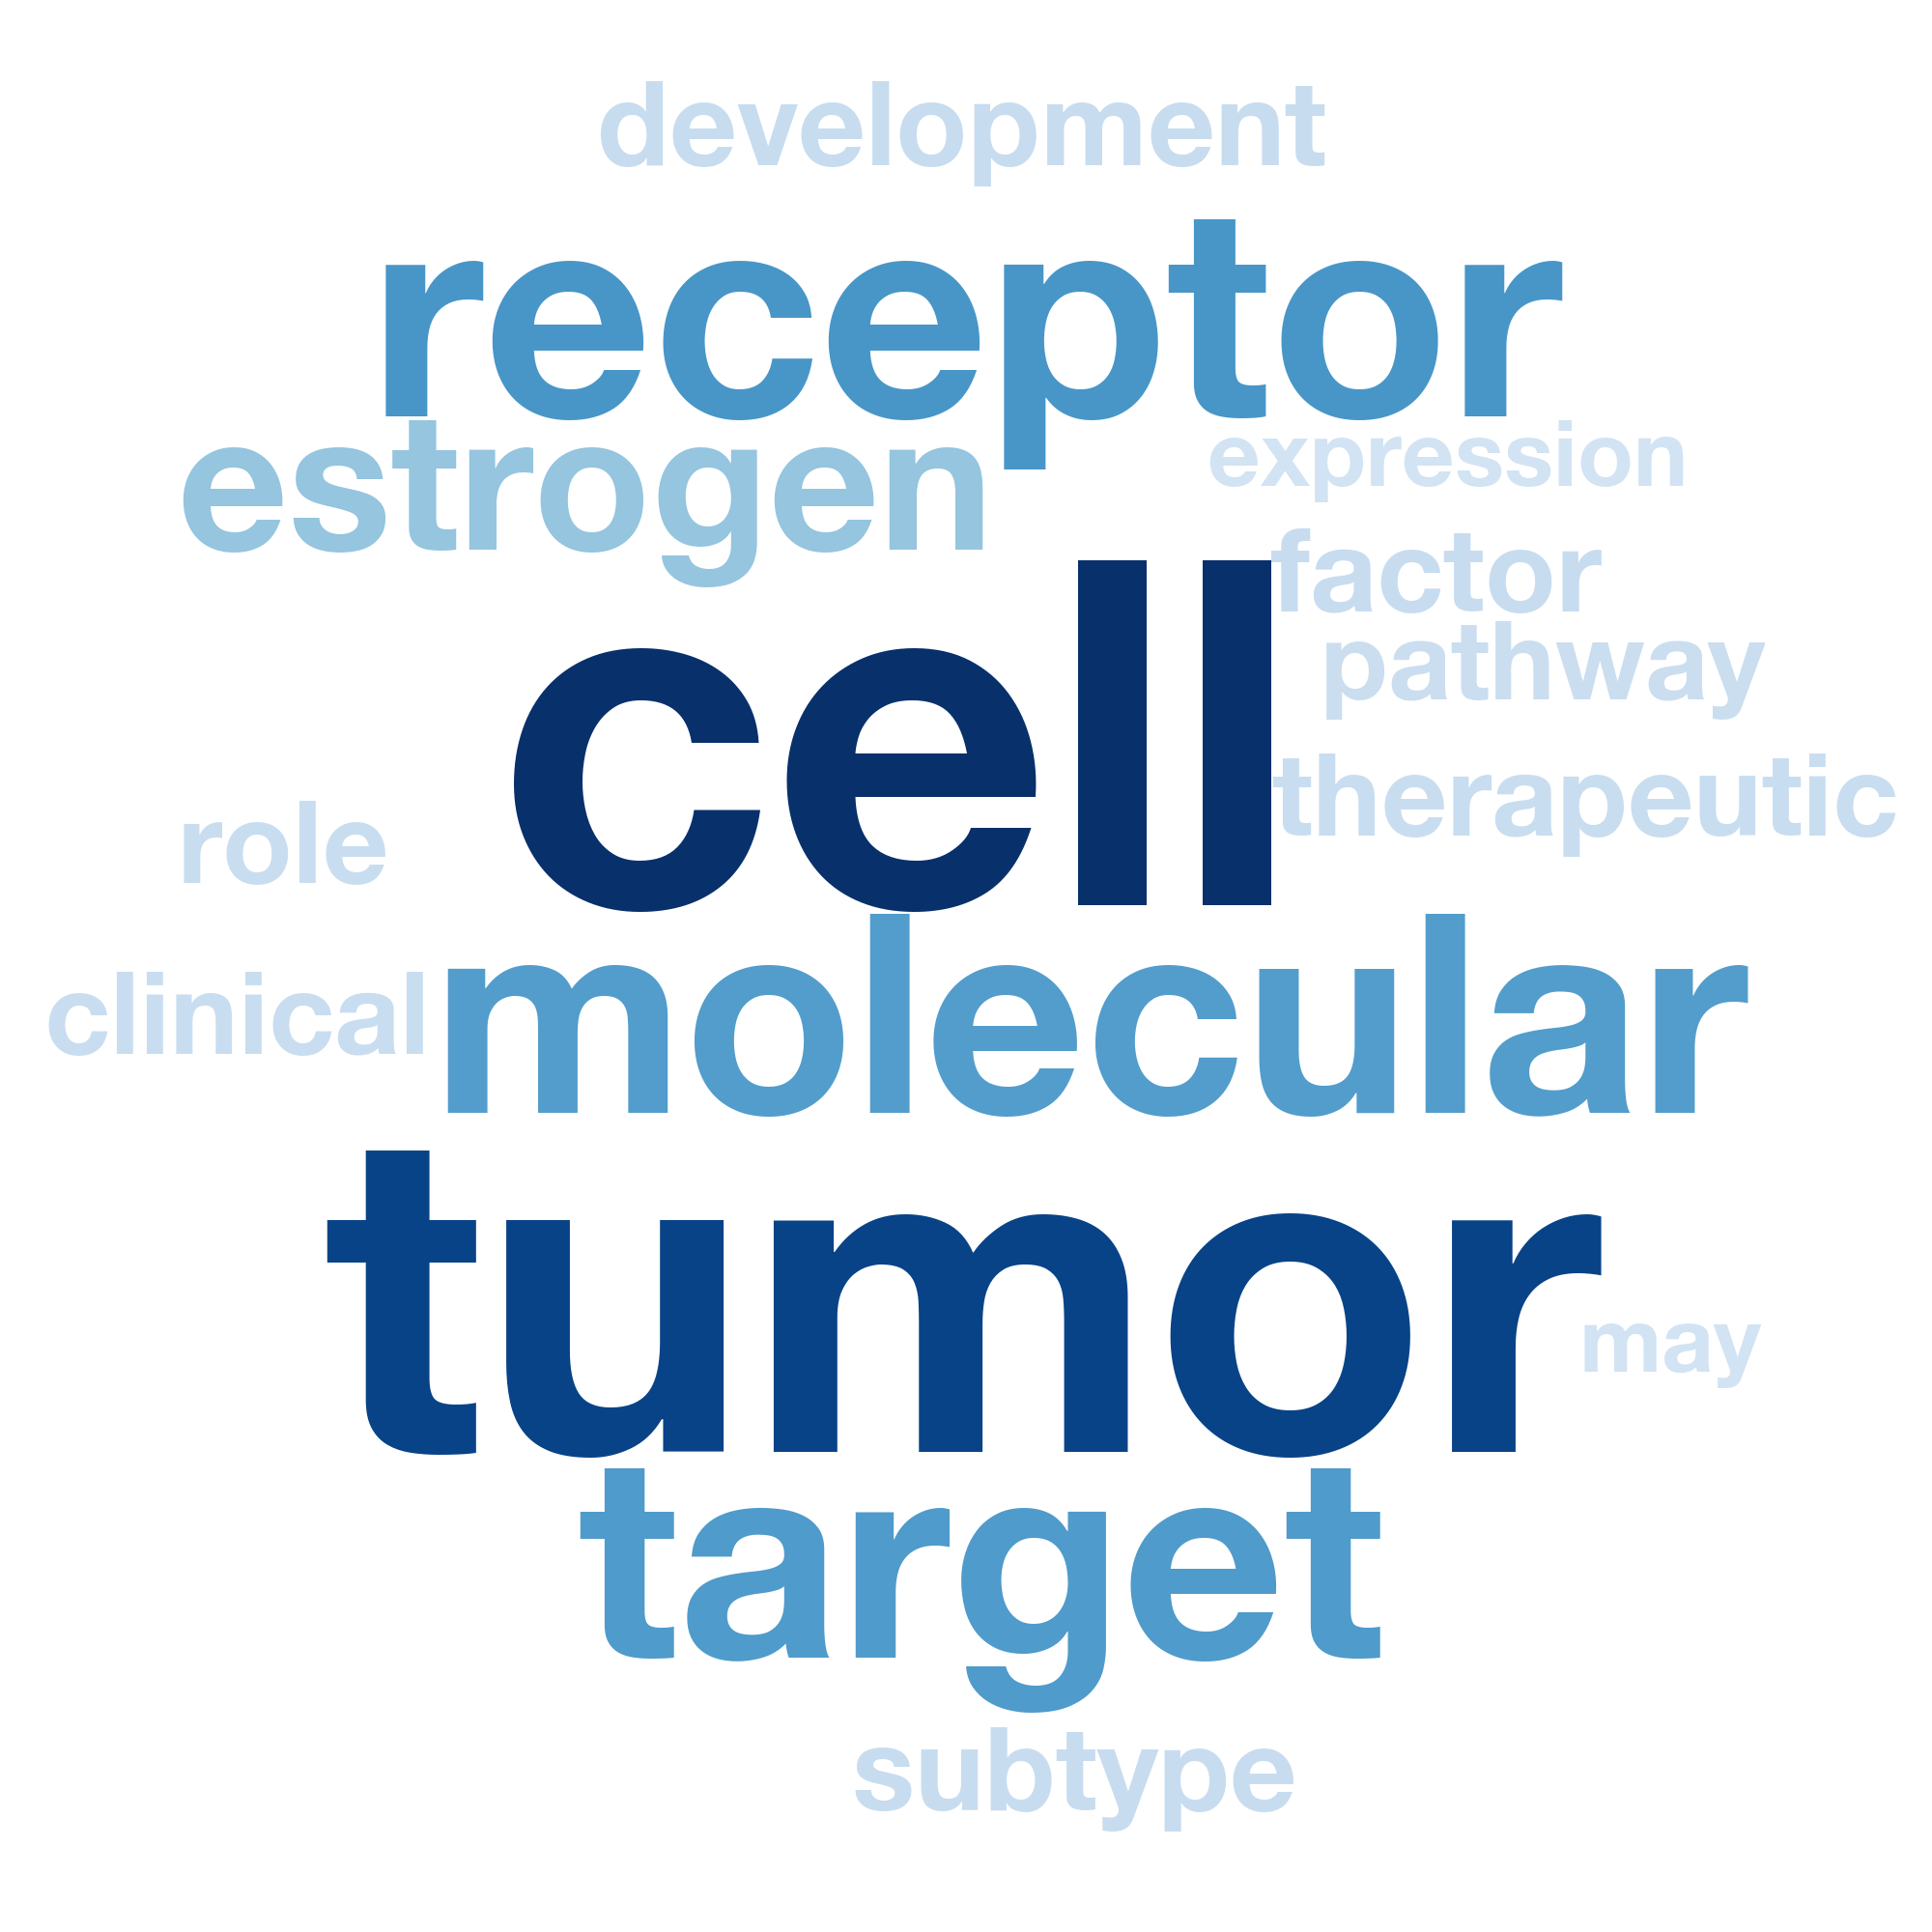 development
receptor
estrogen
expression
factor
pathway
cell
therapeutic
role
clinical
molecular
tumor
may
target
subtype